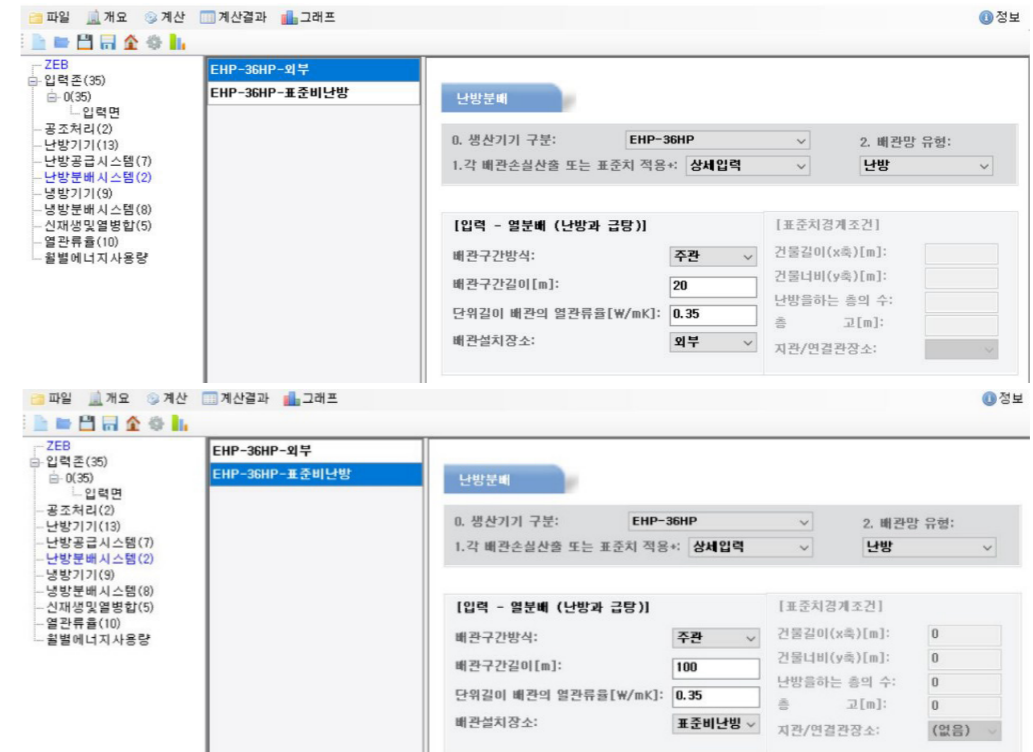 파일 개요 계산 계산결과 그래프 정보
ZEB
입력존(35)
0(35)
입력면
공조처리(2)
난방기기(13)
난방공급시스템(7)
난방분배시스템(2)
냉방기기(9)
냉방분배시스템(8)
신재생및열병합(5)
열관류율(10)
월별에너지사용량
EHP-36HP-외부
EHP-36HP-표준비난방
난방분배
0. 생산기기 구분: EHP-36HP 2. 배관망 유형:
1.각 배관손실산출 또는 표준치 적용+: 상세입력 난방
[입력 - 열분배 (난방과 급탕)] [표준치경계조건]
배관구간방식: 주관 건물길이(x축)[m]:
배관구간길이[m]: 20 건물너비(y축)[m]:
단위길이 배관의 열관류율[W/mK]: 0.35 난방을하는 층의 수:
층 고[m]:
배관설치장소: 외부 지관/연결관장소:
파일 개요 계산 계산결과 그래프 정보
ZEB
입력존(35)
0(35)
입력면
공조처리(2)
난방기기(13)
난방공급시스템(7)
난방분배시스템(2)
냉방기기(9)
냉방분배시스템(8)
신재생및열병합(5)
열관류율(10)
월별에너지사용량
EHP-36HP-외부
EHP-36HP-표준비난방
난방분배
0. 생산기기 구분: EHP-36HP 2. 배관망 유형:
1.각 배관손실산출 또는 표준치 적용+: 상세입력 난방
[입력 - 열분배 (난방과 급탕)] [표준치경계조건]
배관구간방식: 주관 건물길이(x축)[m]: 0
배관구간길이[m]: 100 건물너비(y축)[m]: 0
단위길이 배관의 열관류율[W/mK]: 0.35 난방을하는 층의 수: 0
층 고[m]: 0
배관설치장소: 표준비난방 지관/연결관장소: (없음)